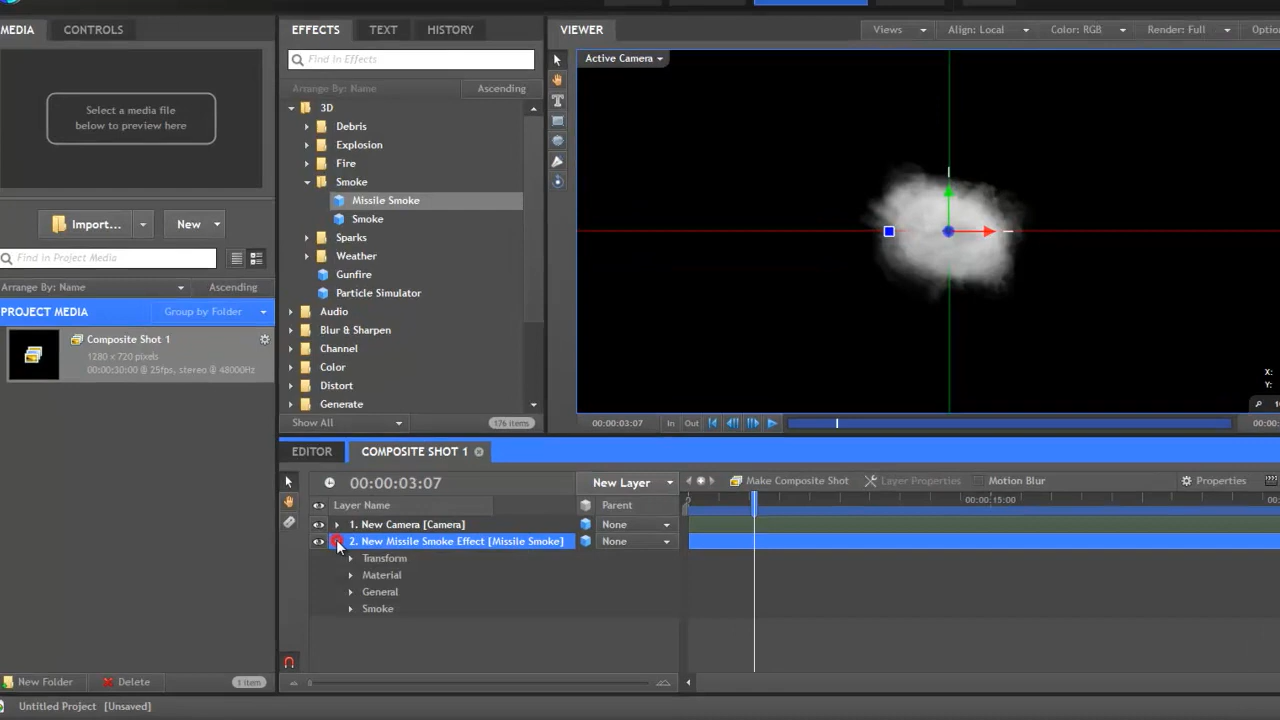 MEDIA
CONTROLS
Select a media file
below to preview here
Import...
New
Find in Project Media
Arrange By: Name
Ascending
PROJECT MEDIA
Group by Folder
Composite Shot 1
1280 x 720 pixels
00:00:30:00 @ 25fps, stereo @ 48000Hz
New Folder
Delete
1 item
EFFECTS
TEXT
HISTORY
Find in Effects
Arrange By: Name
Ascending
3D
Debris
Explosion
Fire
Smoke
Missile Smoke
Smoke
Sparks
Weather
Gunfire
Particle Simulator
Audio
Blur & Sharpen
Channel
Color
Distort
Generate
Show All
176 items
VIEWER
Views
Align: Local
Color: RGB
Render: Full
Optio
Active Camera
X:
Y:
00:00:03:07
In
Out
00:00:
EDITOR
COMPOSITE SHOT 1
00:00:03:07
New Layer
Make Composite Shot
Layer Properties
Motion Blur
Properties
Layer Name
Parent
0
00:00:15:00
1. New Camera [Camera]
None
2. New Missile Smoke Effect [Missile Smoke]
None
Transform
Material
General
Smoke
Untitled Project [Unsaved]